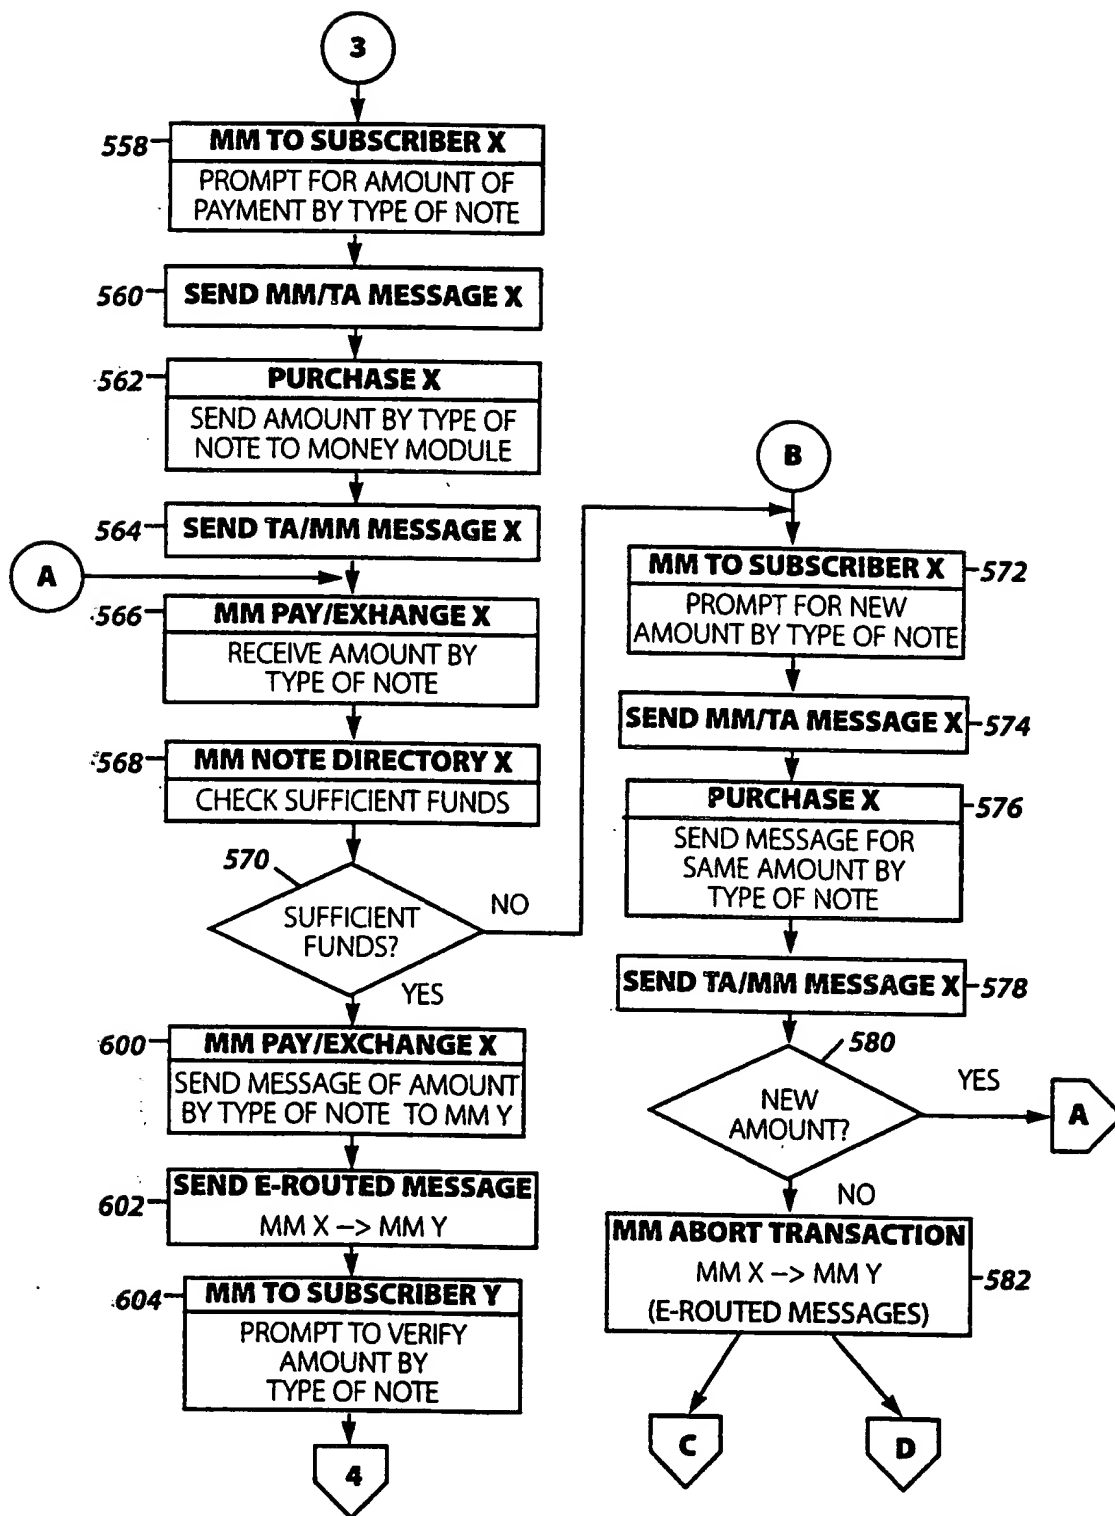 3
558
MM TO SUBSCRIBER X
PROMPT FOR AMOUNT OF
PAYMENT BY TYPE OF NOTE
560
SEND MM/TA MESSAGE X
562
PURCHASE X
SEND AMOUNT BY TYPE OF
NOTE TO MONEY MODULE
564
SEND TA/MM MESSAGE X
A
566
MM PAY/EXHANGE X
RECEIVE AMOUNT BY
TYPE OF NOTE
568
MM NOTE DIRECTORY X
CHECK SUFFICIENT FUNDS
570
SUFFICIENT
FUNDS?
NO
YES
600
MM PAY/EXCHANGE X
SEND MESSAGE OF AMOUNT
BY TYPE OF NOTE TO MM Y
602
SEND E-ROUTED MESSAGE
MM X –> MM Y
604
MM TO SUBSCRIBER Y
PROMPT TO VERIFY
AMOUNT BY
TYPE OF NOTE
4
B
MM TO SUBSCRIBER X
572
PROMPT FOR NEW
AMOUNT BY TYPE OF NOTE
SEND MM/TA MESSAGE X
574
PURCHASE X
576
SEND MESSAGE FOR
SAME AMOUNT BY
TYPE OF NOTE
SEND TA/MM MESSAGE X
578
580
NEW
AMOUNT?
YES
A
NO
MM ABORT TRANSACTION
MM X –> MM Y
582
(E-ROUTED MESSAGES)
C
D